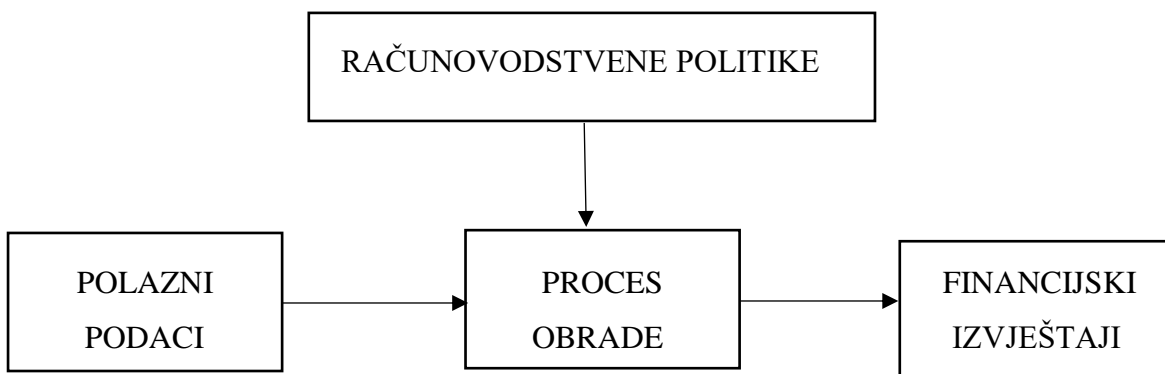 RAČUNOVODSTVENE POLITIKE
POLAZNI
PODACI
PROCES
OBRADE
FINANCIJSKI
IZVJEŠTAJI